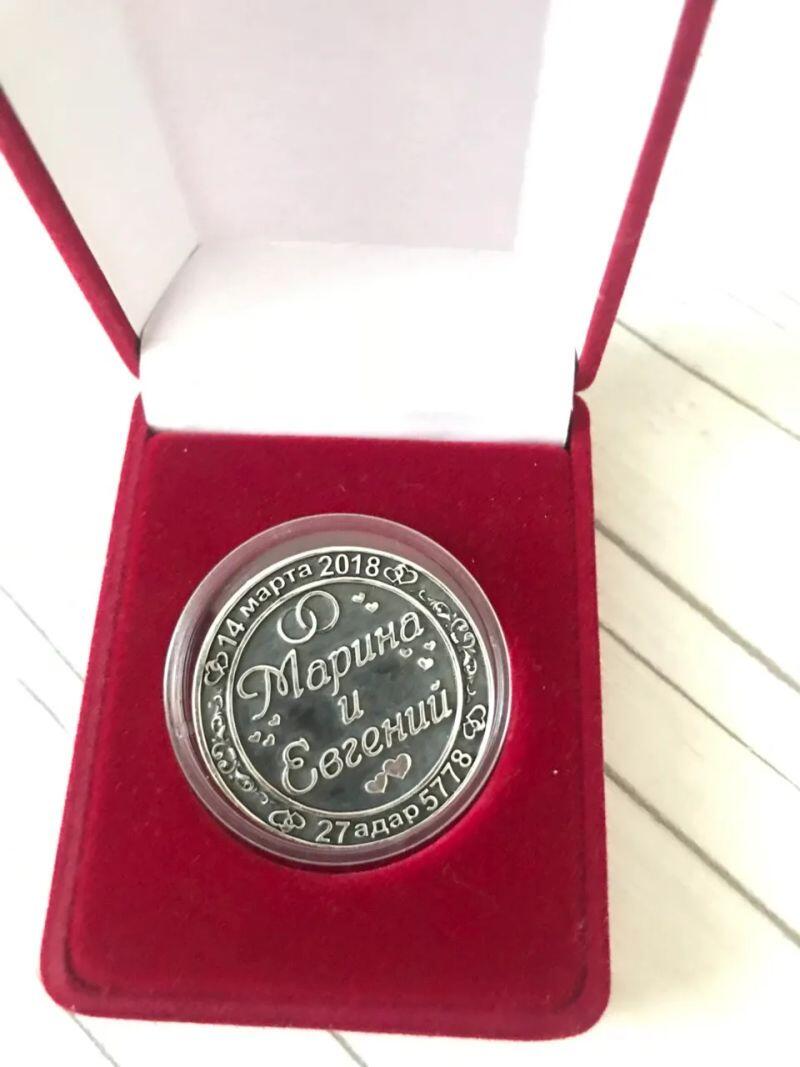 14 марта 2018
Марина
и
Евгений
27 адар 5778